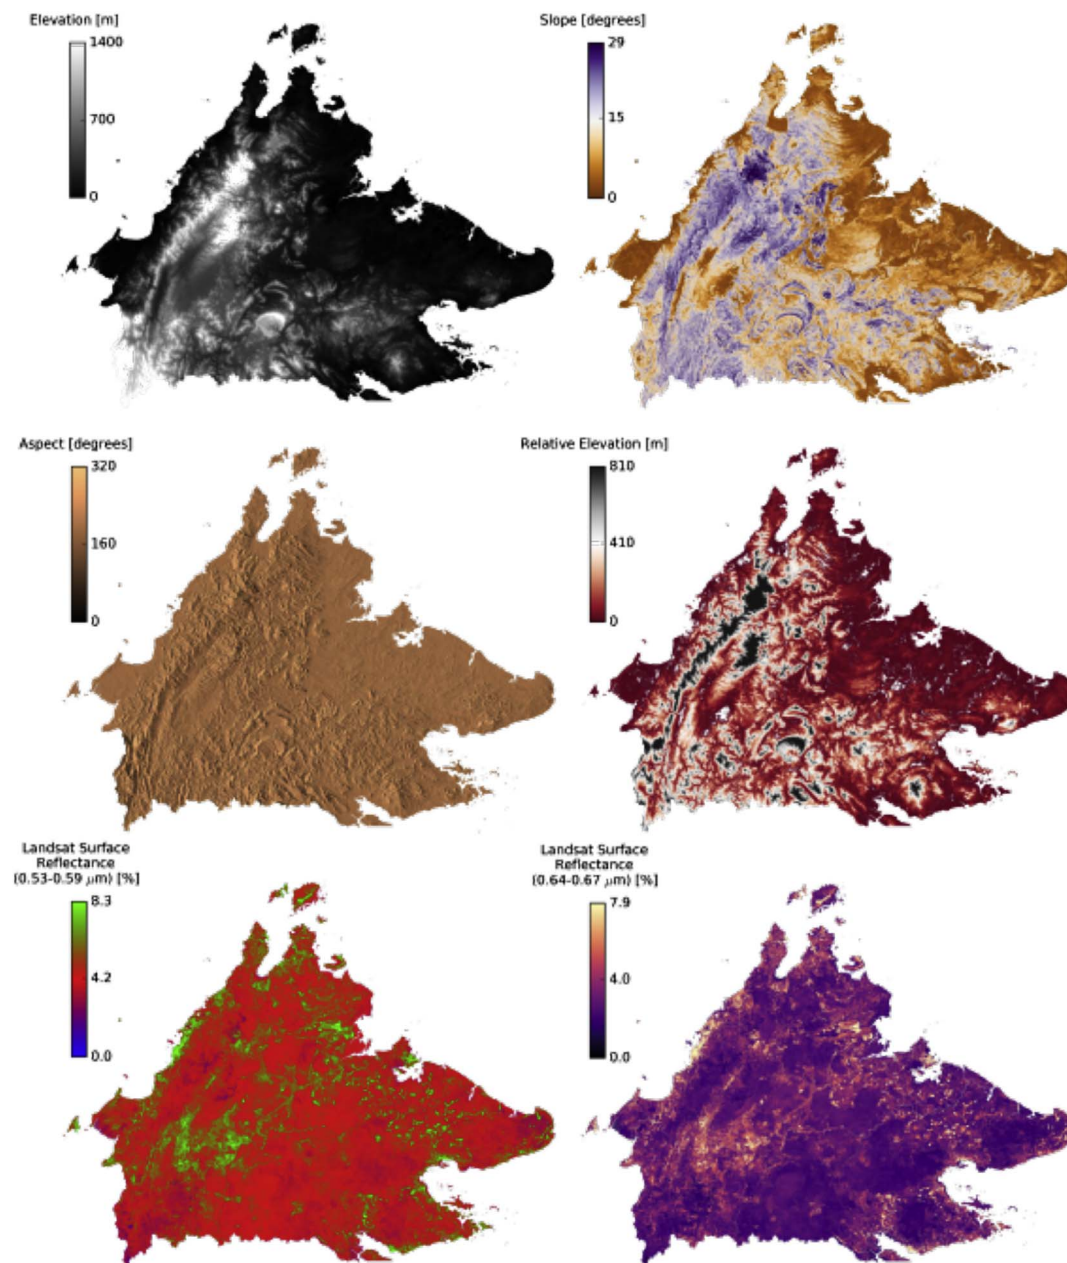 Elevation [m]
1400
700
0
Slope [degrees]
29
15
0
Aspect [degrees]
320
160
0
Relative Elevation [m]
810
410
0
Landsat Surface
Reflectance
(0.53-0.59 μm) [%]
8.3
4.2
0.0
Landsat Surface
Reflectance
(0.64-0.67 μm) [%]
7.9
4.0
0.0